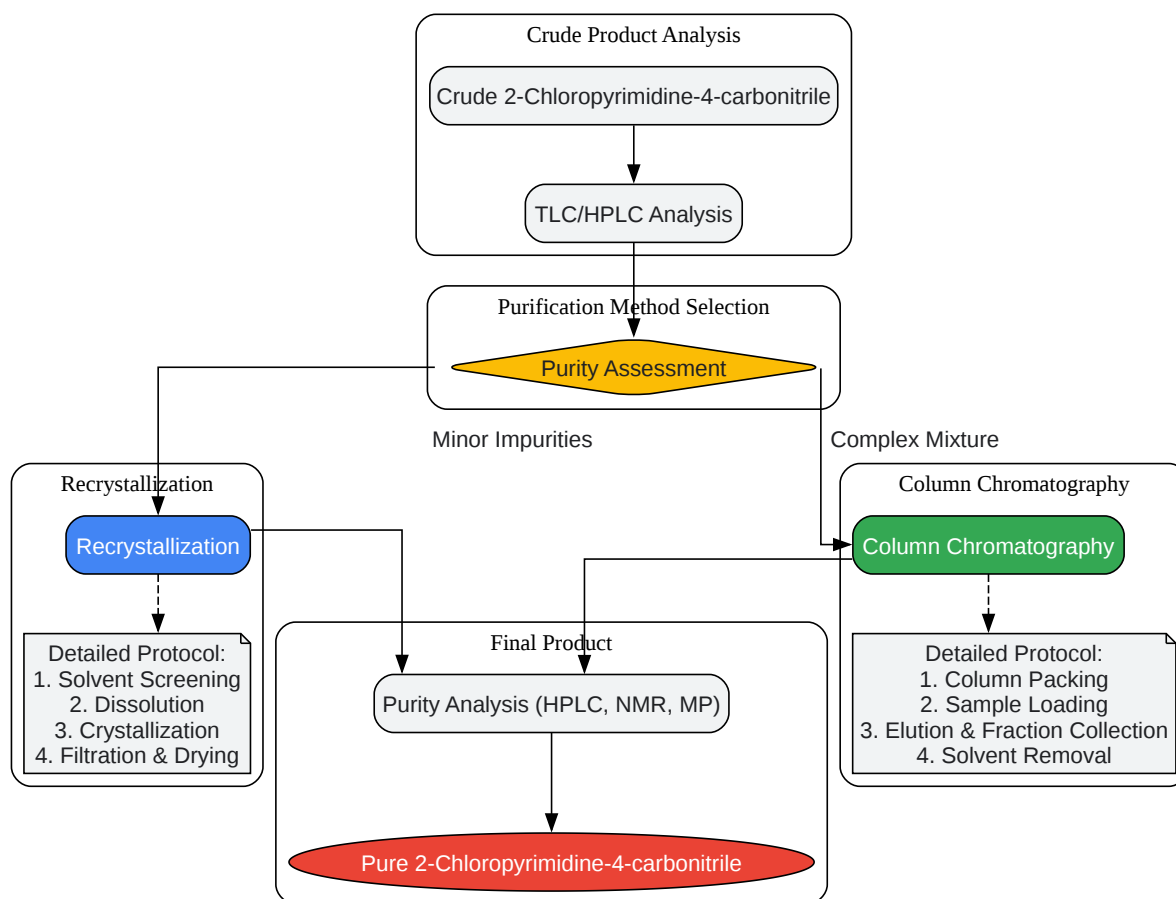 Crude Product Analysis
Crude 2-Chloropyrimidine-4-carbonitrile
TLC/HPLC Analysis
Purification Method Selection
Purity Assessment
Minor Impurities
Complex Mixture
Recrystallization
Recrystallization
Detailed Protocol:
1. Solvent Screening
2. Dissolution
3. Crystallization
4. Filtration & Drying
Column Chromatography
Column Chromatography
Detailed Protocol:
1. Column Packing
2. Sample Loading
3. Elution & Fraction Collection
4. Solvent Removal
Final Product
Purity Analysis (HPLC, NMR, MP)
Pure 2-Chloropyrimidine-4-carbonitrile